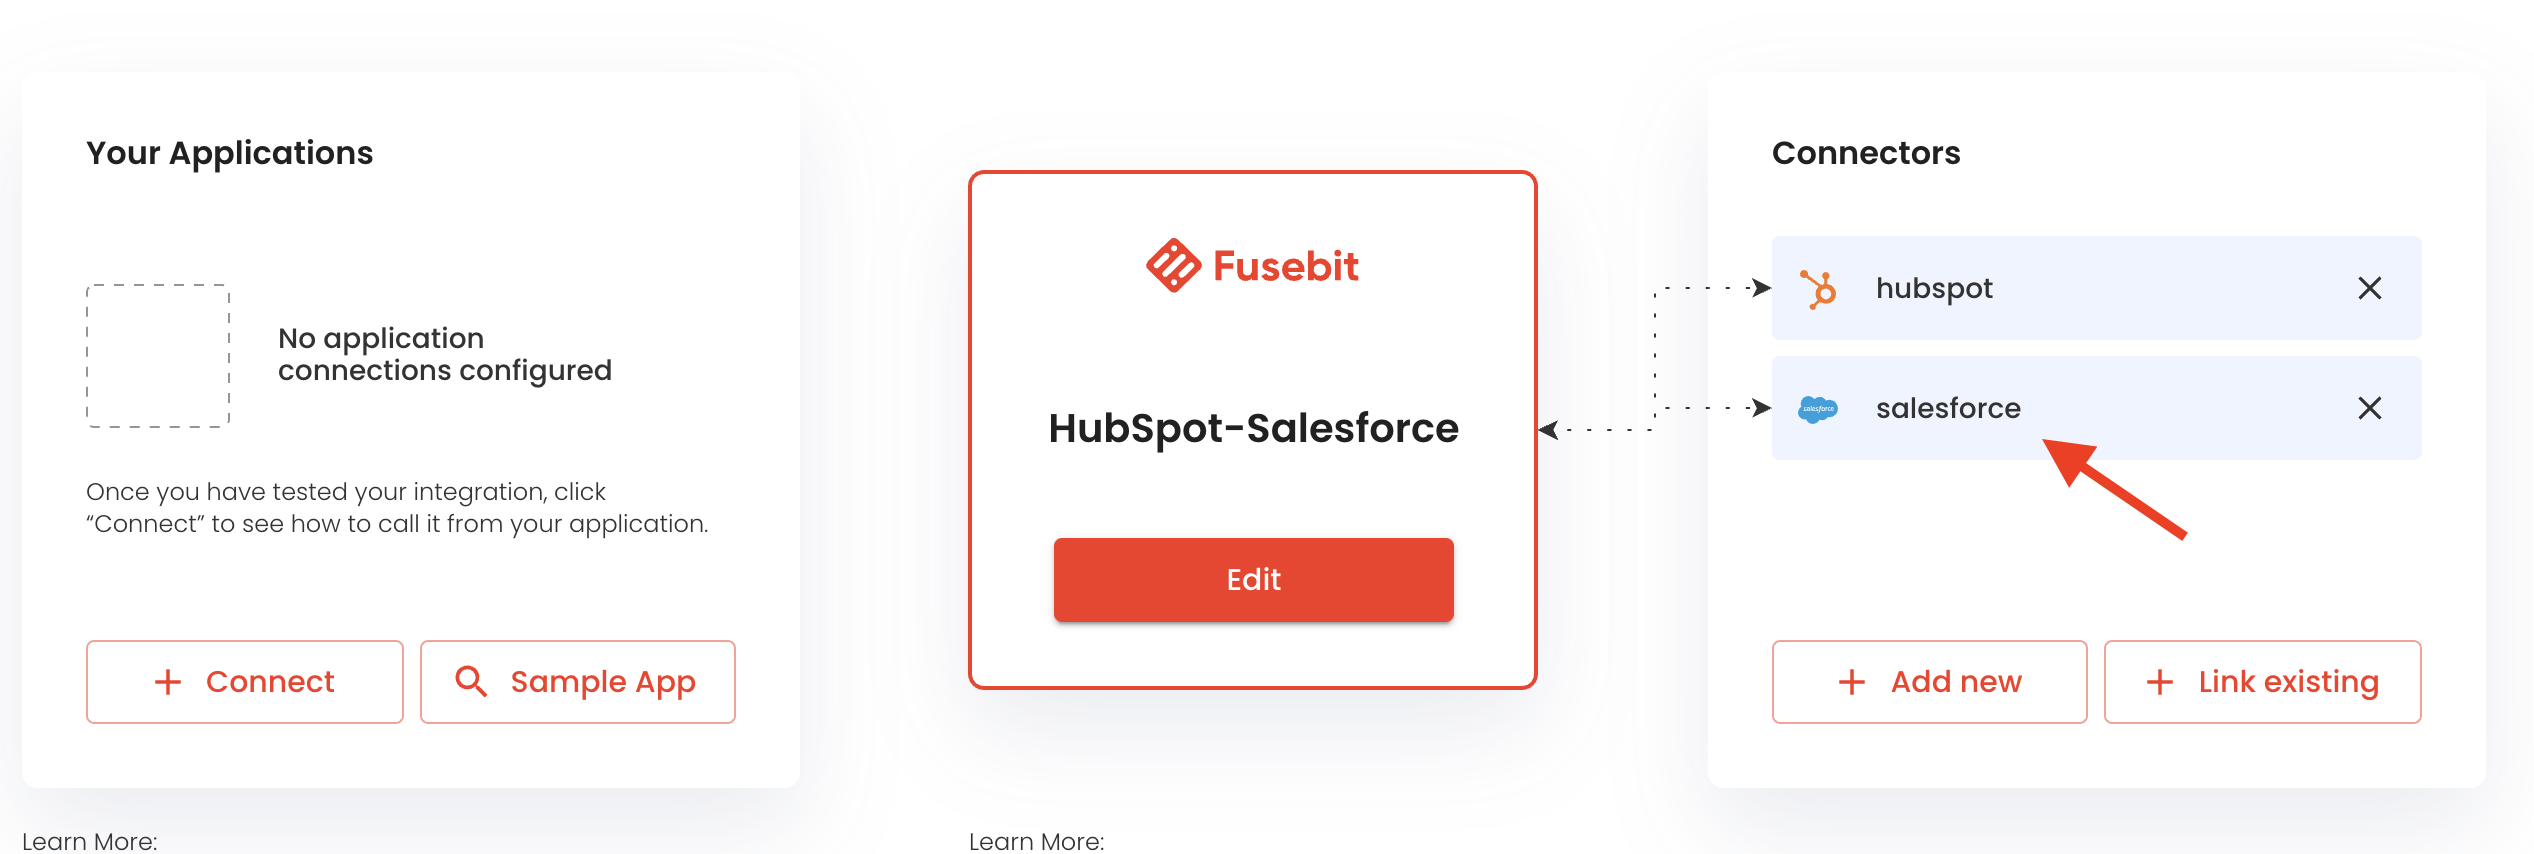 Your Applications
No application
connections configured
Once you have tested your integration, click
“Connect” to see how to call it from your application.
Connect
Sample App
Learn More:
Fusebit
HubSpot-Salesforce
Edit
Learn More:
Connectors
hubspot
salesforce
salesforce
Add new
Link existing